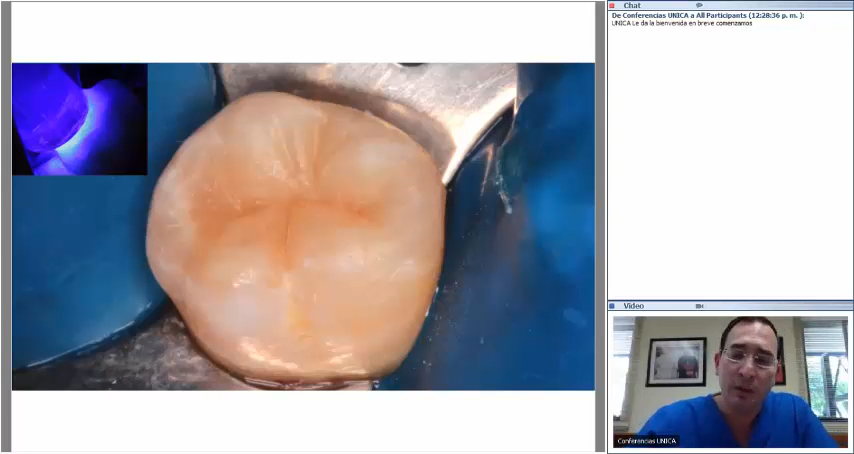 Chat
De Conferencias UNICA a All Participants (12:28:36 p. m. ):
UNICA Le da la bienvenida en breve comenzamos
Video
Conferencias UNICA